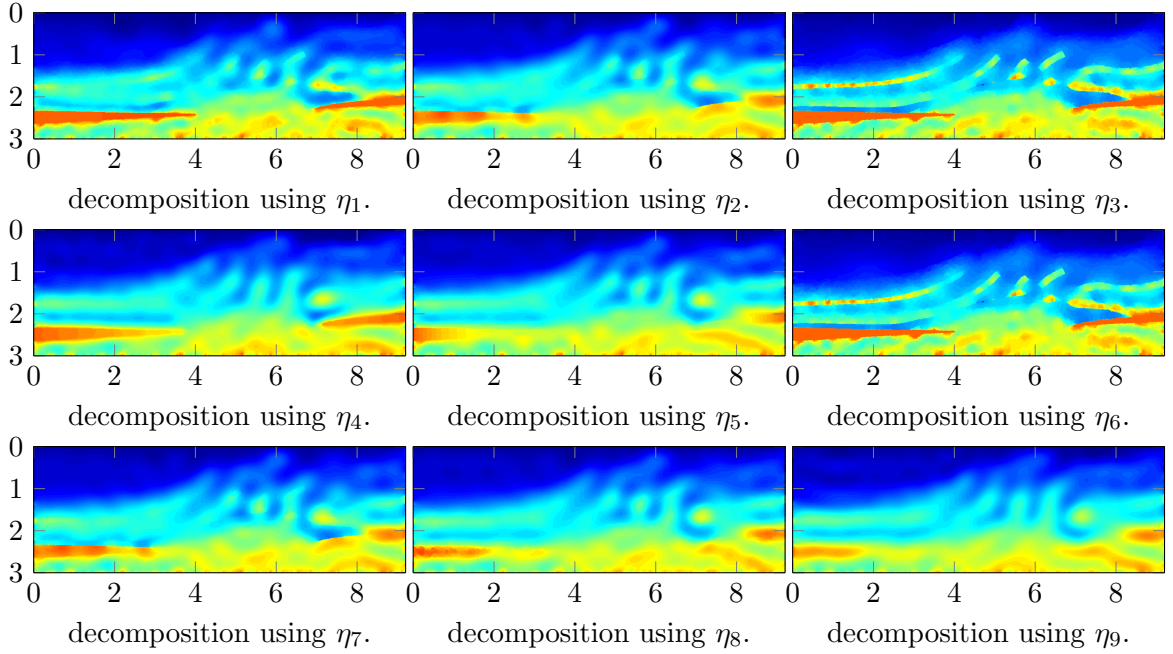 0
1
2
3
0 2 4 6 8 0 2 4 6 8 0 2 4 6 8
decomposition using η₁. decomposition using η₂. decomposition using η₃.
0
1
2
3
0 2 4 6 8 0 2 4 6 8 0 2 4 6 8
decomposition using η₄. decomposition using η₅. decomposition using η₆.
0
1
2
3
0 2 4 6 8 0 2 4 6 8 0 2 4 6 8
decomposition using η₇. decomposition using η₈. decomposition using η₉.